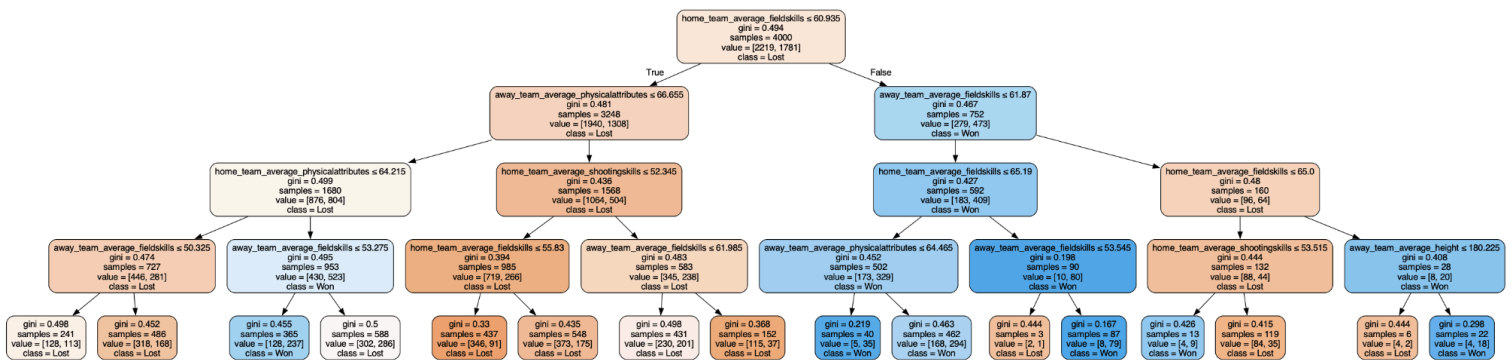 home_team_average_fieldskills ≤ 60.935
gini = 0.494
samples = 4000
value = [2219, 1781]
class = Lost
True
False
away_team_average_physicalattributes ≤ 66.655
gini = 0.481
samples = 3248
value = [1940, 1308]
class = Lost
away_team_average_fieldskills ≤ 61.87
gini = 0.467
samples = 752
value = [279, 473]
class = Won
home_team_average_physicalattributes ≤ 64.215
gini = 0.499
samples = 1680
value = [876, 804]
class = Lost
home_team_average_shootingskills ≤ 52.345
gini = 0.436
samples = 1568
value = [1064, 504]
class = Lost
home_team_average_fieldskills ≤ 65.19
gini = 0.427
samples = 592
value = [183, 409]
class = Won
home_team_average_fieldskills ≤ 65.0
gini = 0.48
samples = 160
value = [96, 64]
class = Lost
away_team_average_fieldskills ≤ 50.325
gini = 0.474
samples = 727
value = [446, 281]
class = Lost
away_team_average_fieldskills ≤ 53.275
gini = 0.495
samples = 953
value = [430, 523]
class = Won
home_team_average_fieldskills ≤ 55.83
gini = 0.394
samples = 985
value = [719, 266]
class = Lost
away_team_average_fieldskills ≤ 61.985
gini = 0.483
samples = 583
value = [345, 238]
class = Lost
away_team_average_physicalattributes ≤ 64.465
gini = 0.452
samples = 502
value = [173, 329]
class = Won
away_team_average_fieldskills ≤ 53.545
gini = 0.198
samples = 90
value = [10, 80]
class = Won
home_team_average_shootingskills ≤ 53.515
gini = 0.444
samples = 132
value = [88, 44]
class = Lost
away_team_average_height ≤ 180.225
gini = 0.408
samples = 28
value = [8, 20]
class = Won
gini = 0.498
samples = 241
value = [128, 113]
class = Lost
gini = 0.452
samples = 486
value = [318, 168]
class = Lost
gini = 0.455
samples = 365
value = [128, 237]
class = Won
gini = 0.5
samples = 588
value = [302, 286]
class = Lost
gini = 0.33
samples = 437
value = [346, 91]
class = Lost
gini = 0.435
samples = 548
value = [373, 175]
class = Lost
gini = 0.498
samples = 431
value = [230, 201]
class = Lost
gini = 0.368
samples = 152
value = [115, 37]
class = Lost
gini = 0.219
samples = 40
value = [5, 35]
class = Won
gini = 0.463
samples = 462
value = [168, 294]
class = Won
gini = 0.444
samples = 3
value = [2, 1]
class = Lost
gini = 0.167
samples = 87
value = [8, 79]
class = Won
gini = 0.426
samples = 13
value = [4, 9]
class = Won
gini = 0.415
samples = 119
value = [84, 35]
class = Lost
gini = 0.444
samples = 6
value = [4, 2]
class = Lost
gini = 0.298
samples = 22
value = [4, 18]
class = Won